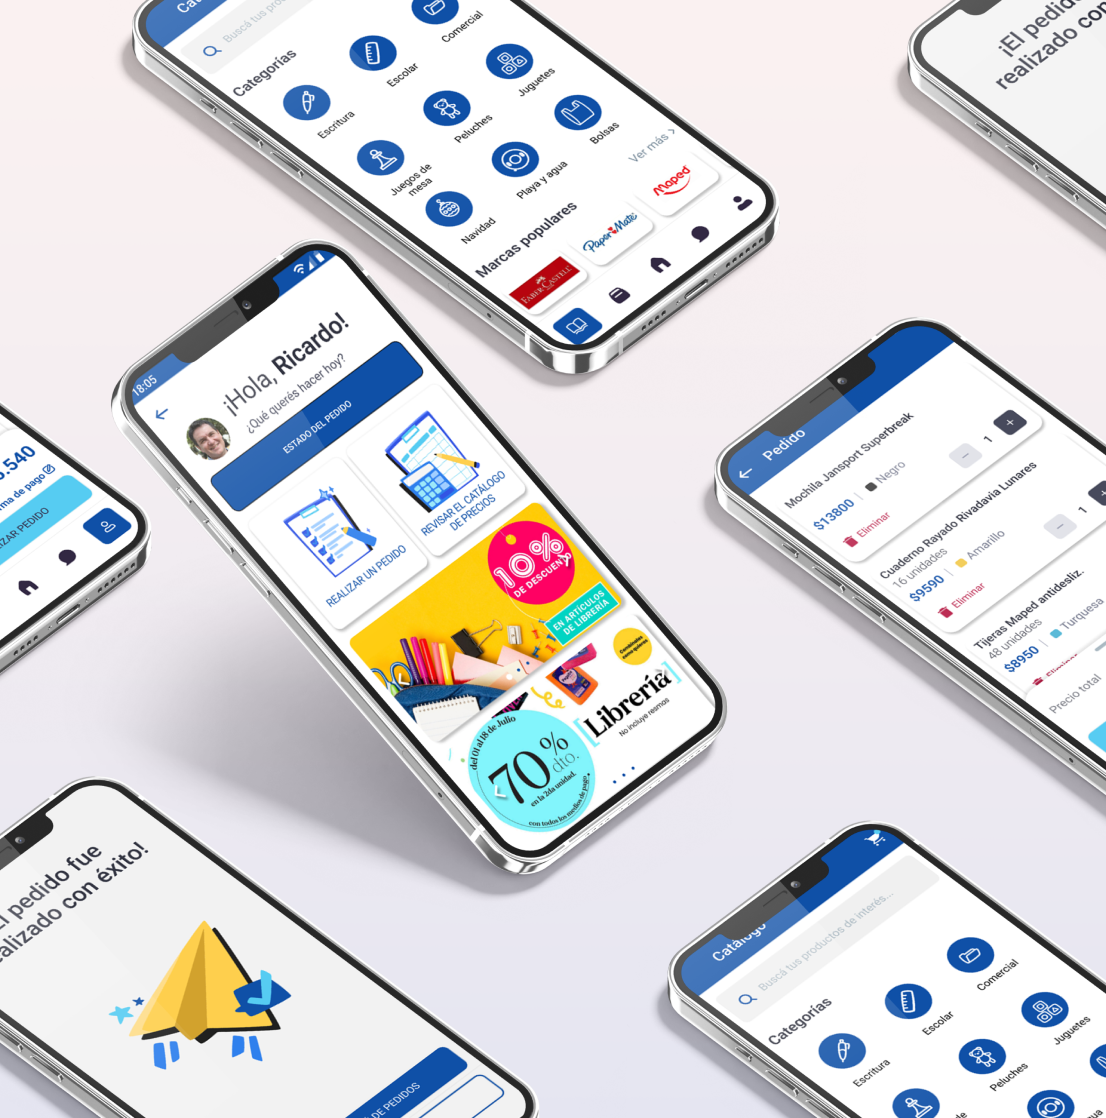 Buscá tus
Categorías
Comercial
Escolar
Juguetes
Escritura
Peluches
Bolsas
Juegos de
mesa
Playa y agua
Navidad
Ver más >
Marcas populares
Maped
PaperMate
FABER CASTELL
¡El pedido
realizado con
18:05
¡Hola, Ricardo!
¿Qué querés hacer hoy?
ESTADO DEL PEDIDO
REALIZAR UN PEDIDO
REVISAR EL CATÁLOGO
DE PRECIOS
10%
DE DESCUENTO
EN ARTÍCULOS
DE LIBRERÍA
[Librería]
No incluye resmas
del 01 al 18 de Julio
70%
dto.
en la 2da unidad.
con todos los medios de pago.
.540
ma de pago
IZAR PEDIDO
Pedido
Mochila Jansport Superbreak
$13800 | Negro
- 1 +
Eliminar
Cuaderno Rayado Rivadavia Lunares
16 unidades
$9590 | Amarillo
- 1 +
Eliminar
Tijeras Maped antidesliz.
48 unidades
$8950 | Turquesa
Eliminar
Precio total
El pedido fue
ealizado con éxito!
DE PEDIDOS
Catálogo
Buscá tus productos de interés...
Categorías
Comercial
Escolar
Juguetes
Escritura
Peluches